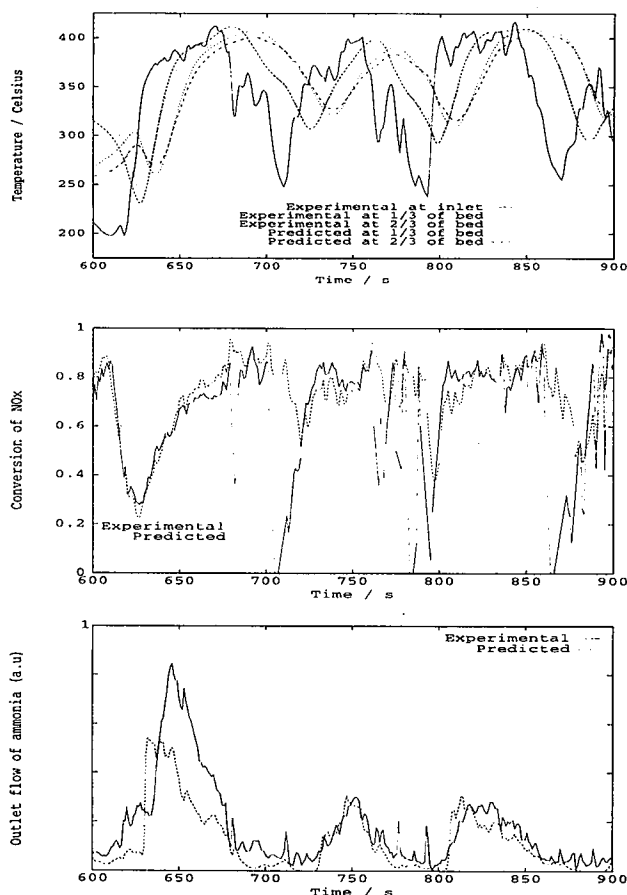 Temperature / Celsius
400
350
300
250
200
Experimental at inlet
Experimental at 1/3 of bed
Experimental at 2/3 of bed
Predicted at 1/3 of bed
Predicted at 2/3 of bed
600 650 700 750 800 850 900
Time / s
Conversion of NOx
1
0.8
0.6
0.4
0.2
0
Experimental
Predicted
600 650 700 750 800 850 900
Time / s
Outlet flow of ammonia (a.u)
1
Experimental
Predicted
600 650 700 750 800 850 900
Time / s